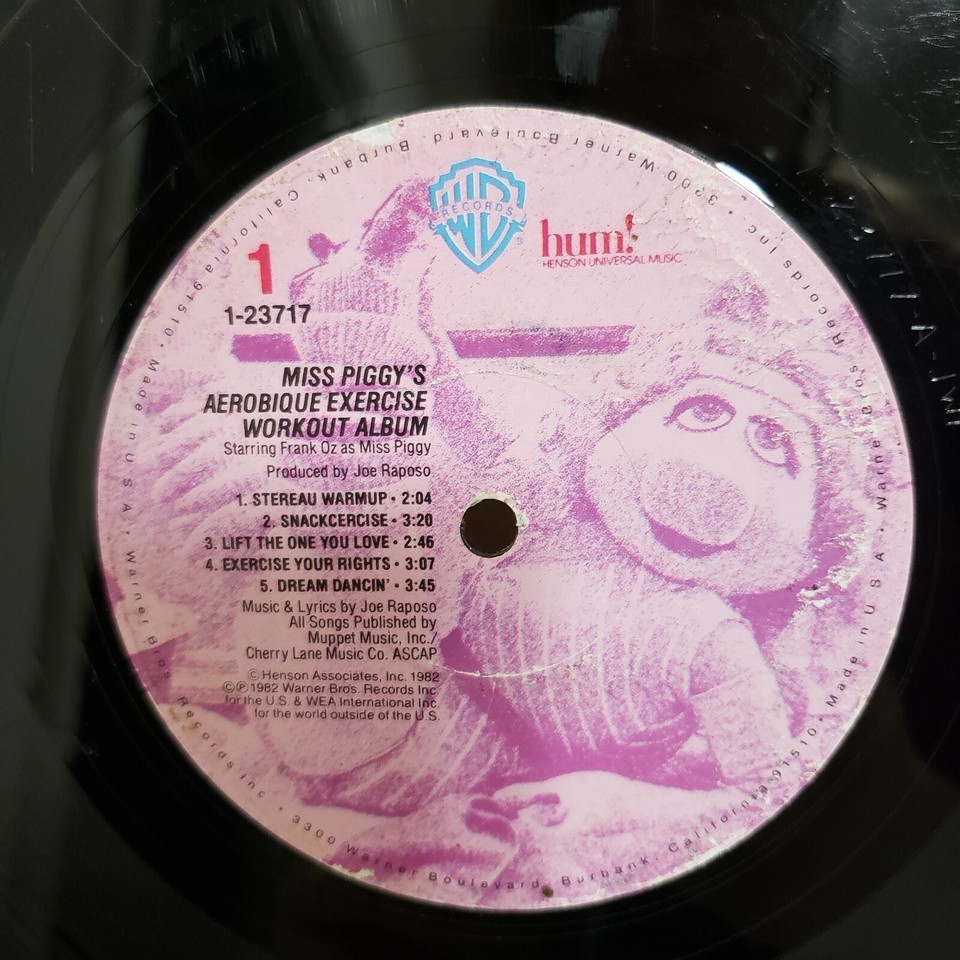 WB
RECORDS
®
hum!
HENSON UNIVERSAL MUSIC
1
1-23717
MISS PIGGY'S
AEROBIQUE EXERCISE
WORKOUT ALBUM
Starring Frank Oz as Miss Piggy
Produced by Joe Raposo
1. STEREAU WARMUP • 2:04
2. SNACKCERCISE • 3:20
3. LIFT THE ONE YOU LOVE • 2:46
4. EXERCISE YOUR RIGHTS • 3:07
5. DREAM DANCIN' • 3:45
Music & Lyrics by Joe Raposo
All Songs Published by
Muppet Music, Inc./
Cherry Lane Music Co. ASCAP
© Henson Associates, Inc. 1982
©℗ 1982 Warner Bros. Records Inc.
for the U.S. & WEA International Inc.
for the world outside of the U.S.
Warner Bros. Records Inc. • 3300 Warner Boulevard, Burbank, California 91510 • Made in U S A •
Warner Bros. Records Inc. • 3300 Warner Boulevard, Burbank, California 91510 • Made in U S A •